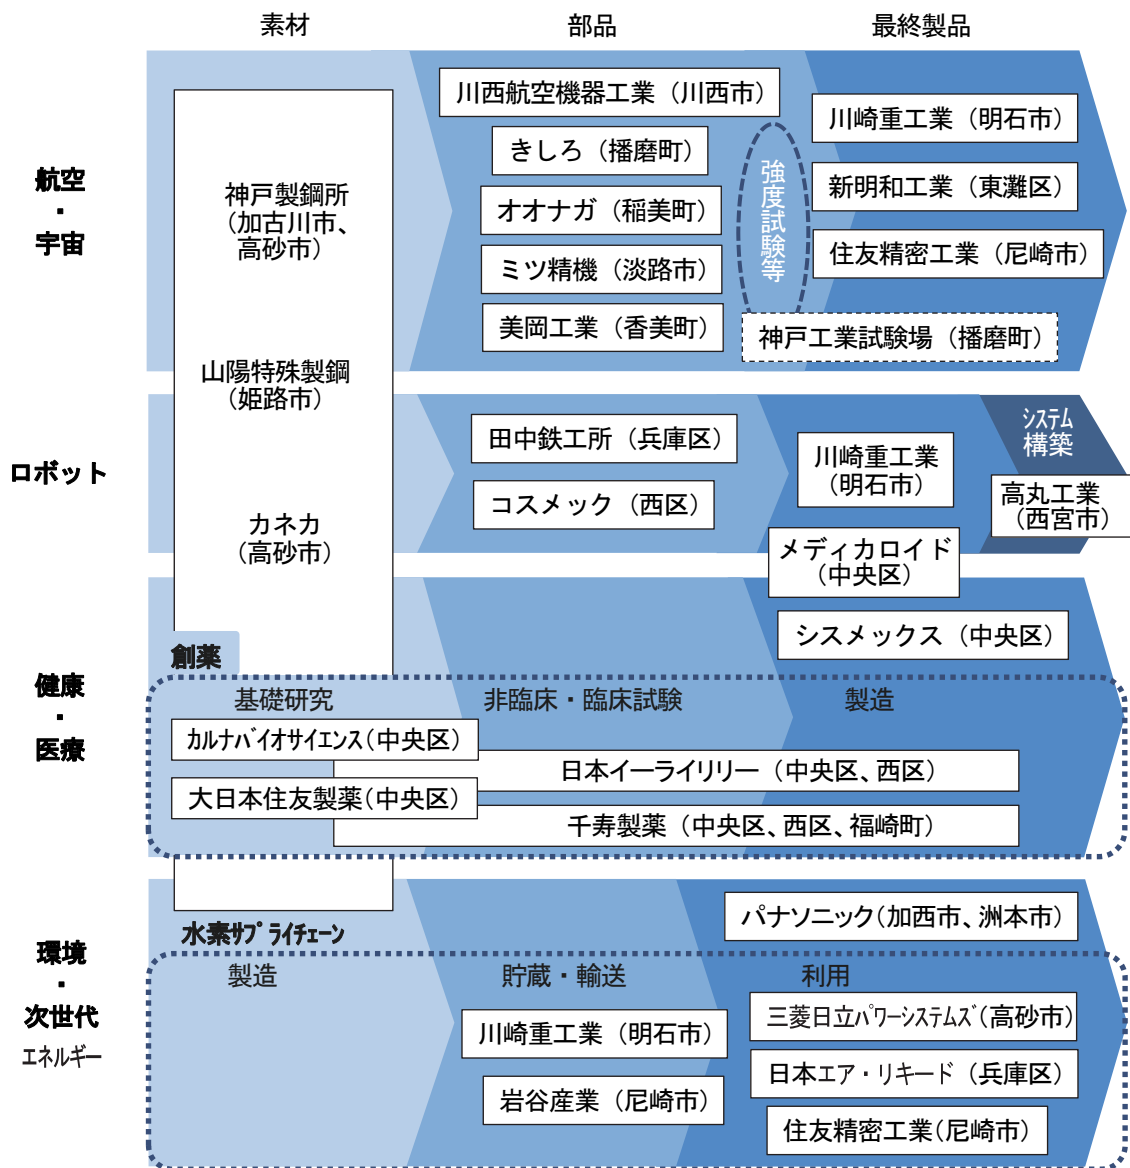 素材
部品
最終製品
航空
・
宇宙
神戸製鋼所
(加古川市、
高砂市)
山陽特殊製鋼
(姫路市)
カネカ
(高砂市)
川西航空機器工業（川西市）
きしろ（播磨町）
オオナガ（稲美町）
ミツ精機（淡路市）
美岡工業（香美町）
強度試験等
川崎重工業（明石市）
新明和工業（東灘区）
住友精密工業（尼崎市）
神戸工業試験場（播磨町）
ロボット
田中鉄工所（兵庫区）
コスメック（西区）
川崎重工業
(明石市)
システム
構築
高丸工業
(西宮市)
メディカロイド
(中央区)
健康
・
医療
シスメックス（中央区）
創薬
基礎研究
非臨床・臨床試験
製造
カルナバイオサイエンス(中央区)
日本イーライリリー（中央区、西区）
大日本住友製薬(中央区)
千寿製薬（中央区、西区、福崎町）
環境
・
次世代
エネルギー
パナソニック(加西市、洲本市)
水素サプライチェーン
製造
貯蔵・輸送
利用
川崎重工業（明石市）
岩谷産業（尼崎市）
三菱日立パワーシステムズ(高砂市)
日本エア・リキード（兵庫区）
住友精密工業(尼崎市)